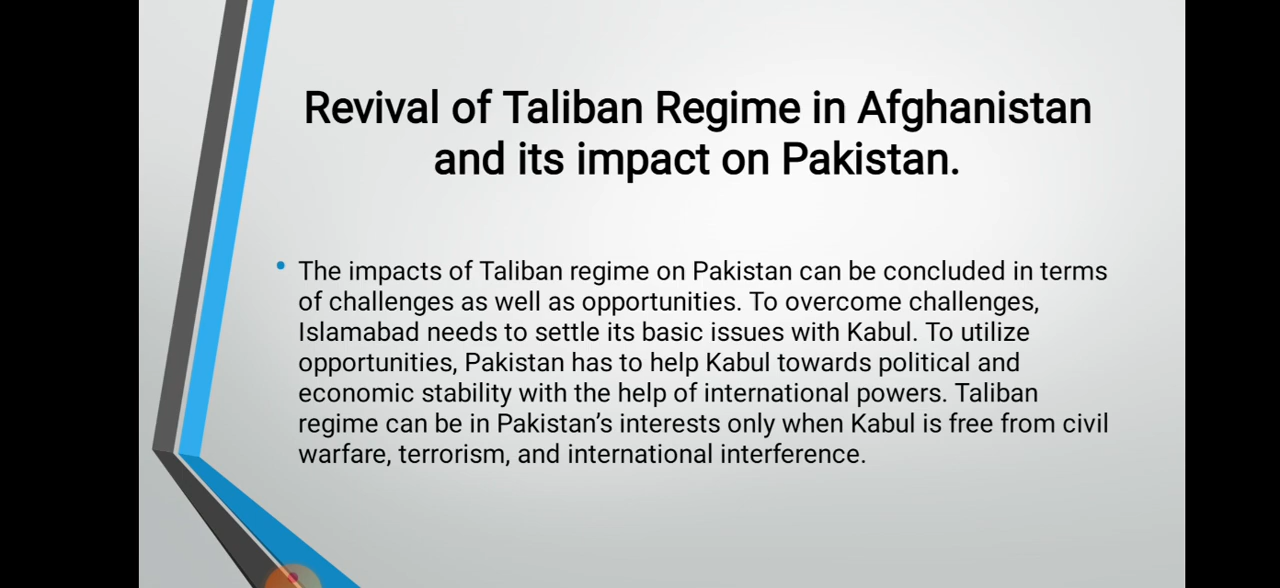 Revival of Taliban Regime in Afghanistan
and its impact on Pakistan.
• The impacts of Taliban regime on Pakistan can be concluded in terms
of challenges as well as opportunities. To overcome challenges,
Islamabad needs to settle its basic issues with Kabul. To utilize
opportunities, Pakistan has to help Kabul towards political and
economic stability with the help of international powers. Taliban
regime can be in Pakistan’s interests only when Kabul is free from civil
warfare, terrorism, and international interference.